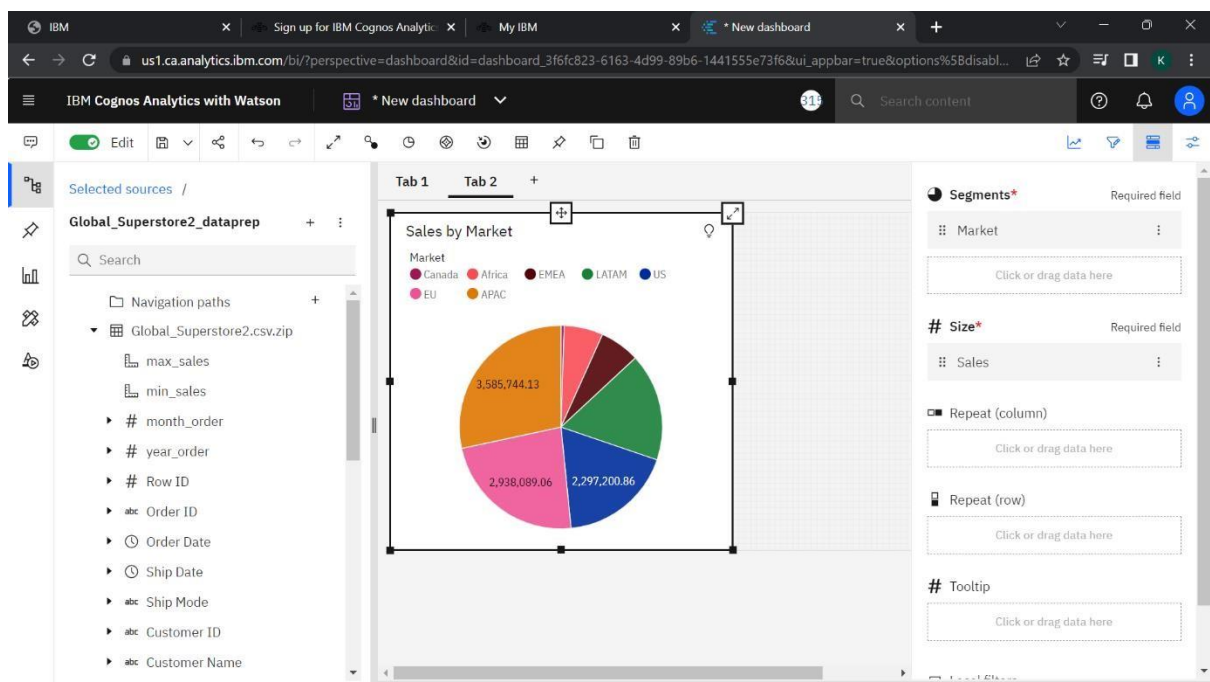 IBM
Sign up for IBM Cognos Analytic
My IBM
* New dashboard
us1.ca.analytics.ibm.com/bi/?perspective=dashboard&id=dashboard_3f6fc823-6163-4d99-89b6-1441555e73f6&ui_appbar=true&options%5Bdisabl...
K
IBM Cognos Analytics with Watson
* New dashboard
Search content
Edit
Selected sources /
Global_Superstore2_dataprep
Search
Navigation paths
Global_Superstore2.csv.zip
max_sales
min_sales
# month_order
# year_order
# Row ID
abc Order ID
Order Date
Ship Date
abc Ship Mode
abc Customer ID
abc Customer Name
Tab 1 Tab 2 +
Sales by Market
Market
Canada Africa EMEA LATAM US
EU APAC
3,585,744.13
2,938,089.06 2,297,200.86
Segments* Required field
Market
Click or drag data here
# Size* Required field
Sales
Repeat (column)
Click or drag data here
Repeat (row)
Click or drag data here
# Tooltip
Click or drag data here